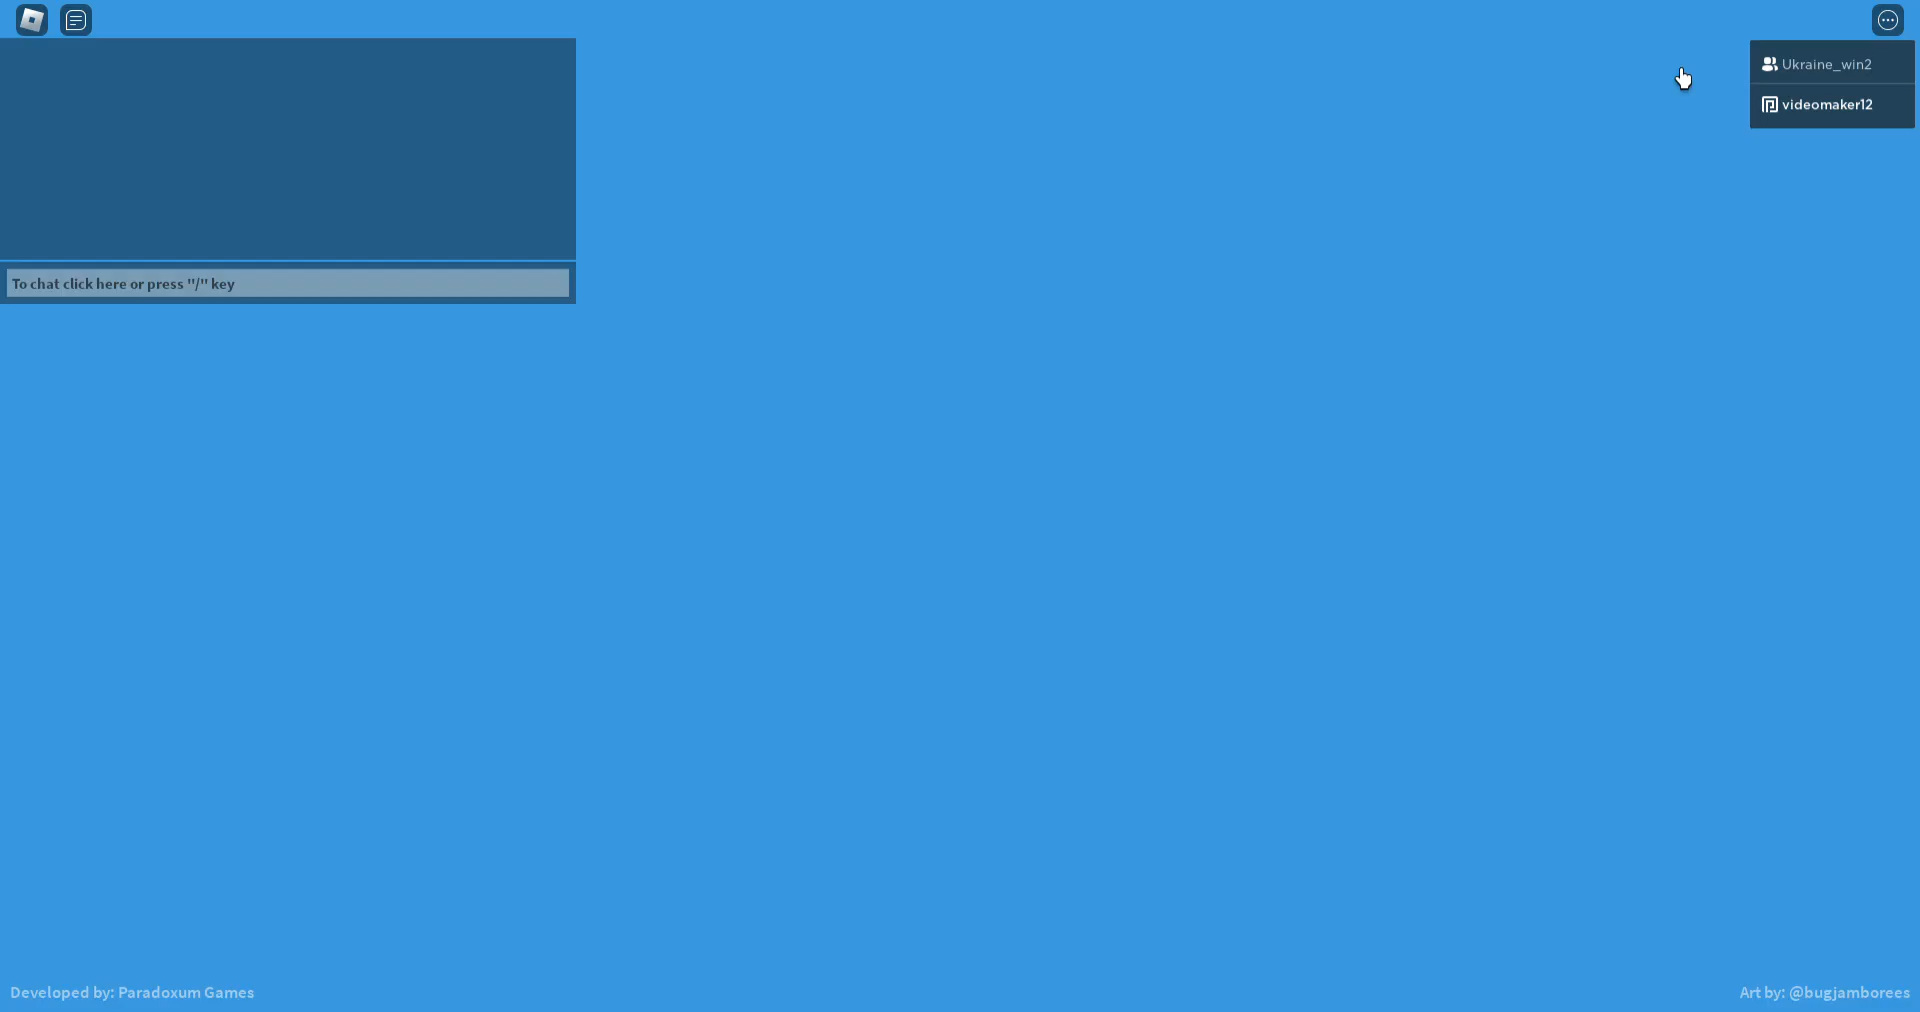 Ukraine_win2
videomaker12
To chat click here or press "/" key
Developed by: Paradoxum Games
Art by: @bugjamborees